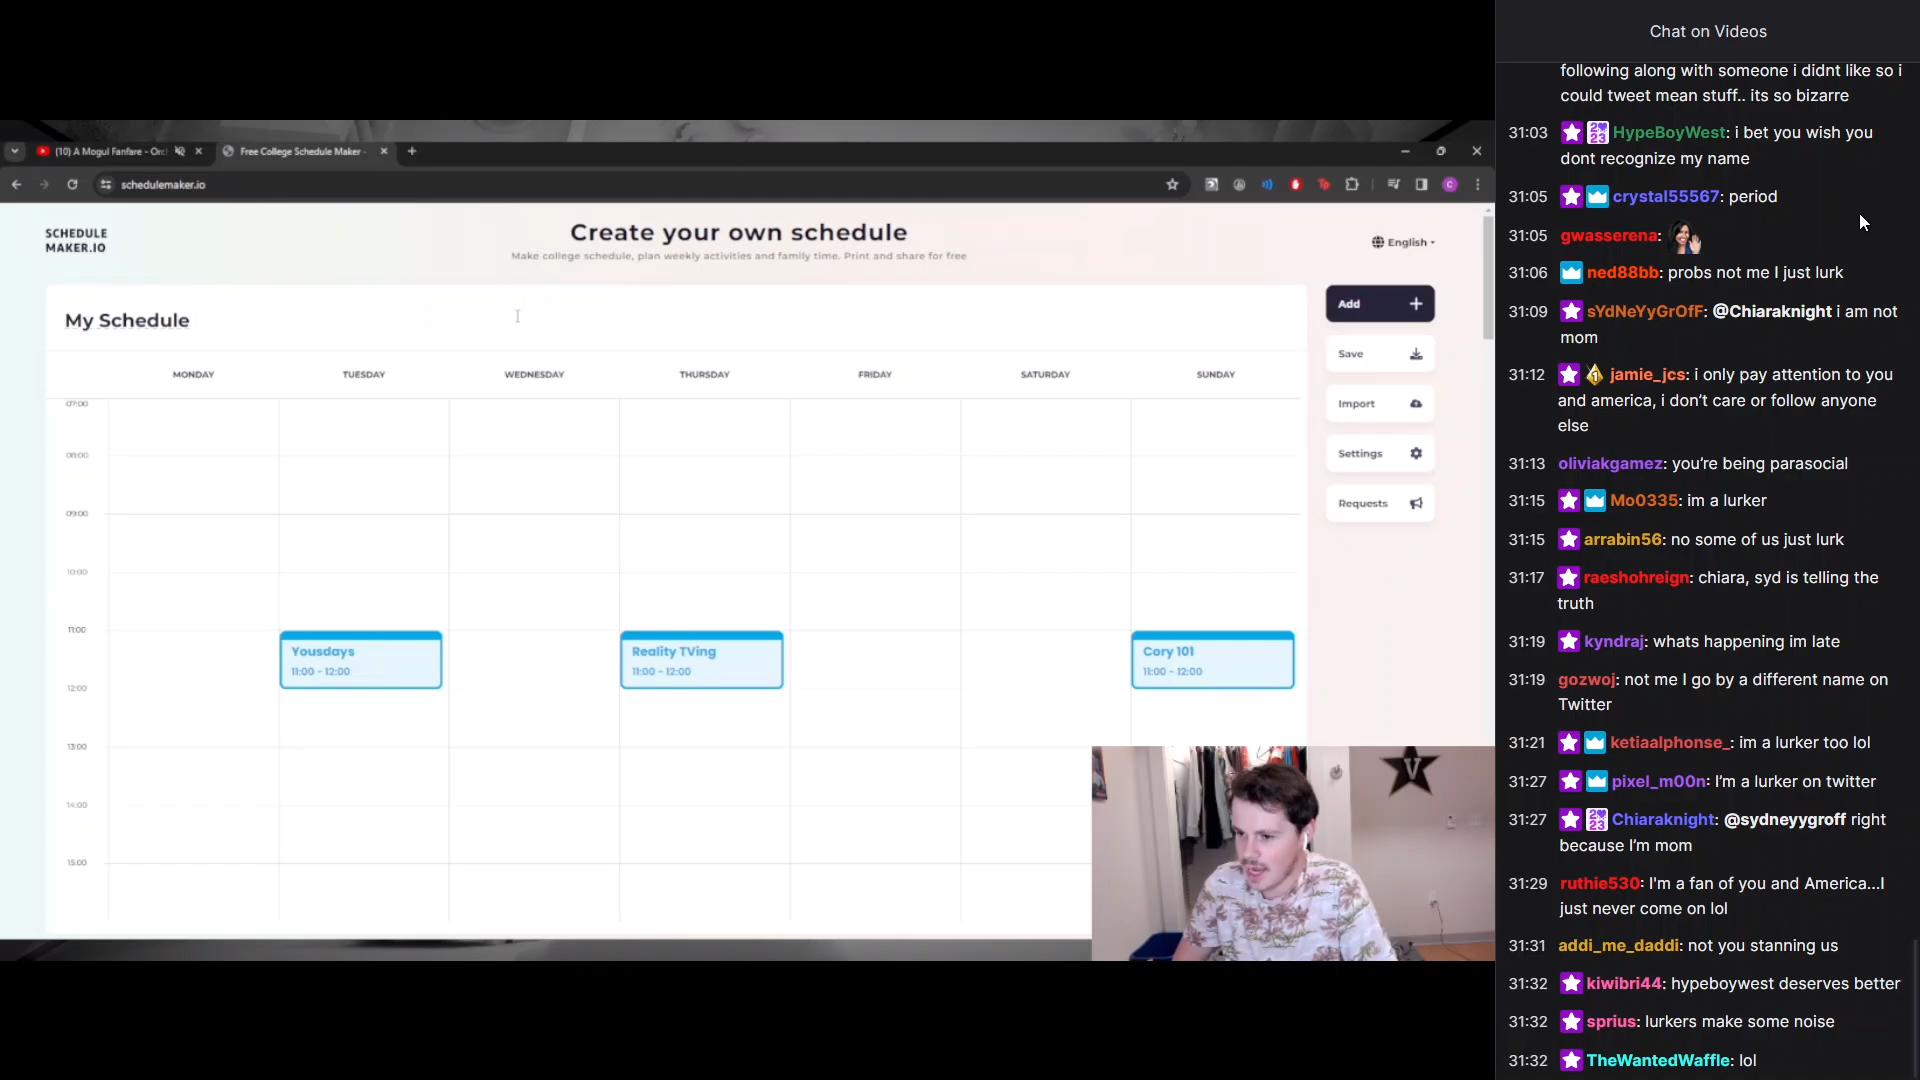 (10) A Mogul Fanfare - Orc
Free College Schedule Maker -
schedulemaker.io
SCHEDULE
MAKER.IO
Create your own schedule
Make college schedule, plan weekly activities and family time. Print and share for free
English
My Schedule
Add
Save
Import
Settings
Requests
MONDAY TUESDAY WEDNESDAY THURSDAY FRIDAY SATURDAY SUNDAY
07:00
08:00
09:00
10:00
11:00
Yousdays
11:00 - 12:00
Reality TVing
11:00 - 12:00
Cory 101
11:00 - 12:00
12:00
13:00
14:00
15:00
V
Chat on Videos
following along with someone i didnt like so i
could tweet mean stuff.. its so bizarre
31:03 HypeBoyWest: i bet you wish you
dont recognize my name
31:05 crystal55567: period
31:05 gwasserena:
31:06 ned88bb: probs not me I just lurk
31:09 sYdNeYyGrOfF: @Chiaraknight i am not
mom
31:12 jamie_jcs: i only pay attention to you
and america, i don’t care or follow anyone
else
31:13 oliviakgamez: you’re being parasocial
31:15 Mo0335: im a lurker
31:15 arrabin56: no some of us just lurk
31:17 raeshohreign: chiara, syd is telling the
truth
31:19 kyndraj: whats happening im late
31:19 gozwoj: not me I go by a different name on
Twitter
31:21 ketiaalphonse_: im a lurker too lol
31:27 pixel_m00n: I’m a lurker on twitter
31:27 Chiaraknight: @sydneyygroff right
because I’m mom
31:29 ruthie530: I'm a fan of you and America...I
just never come on lol
31:31 addi_me_daddi: not you stanning us
31:32 kiwibri44: hypeboywest deserves better
31:32 sprius: lurkers make some noise
31:32 TheWantedWaffle: lol